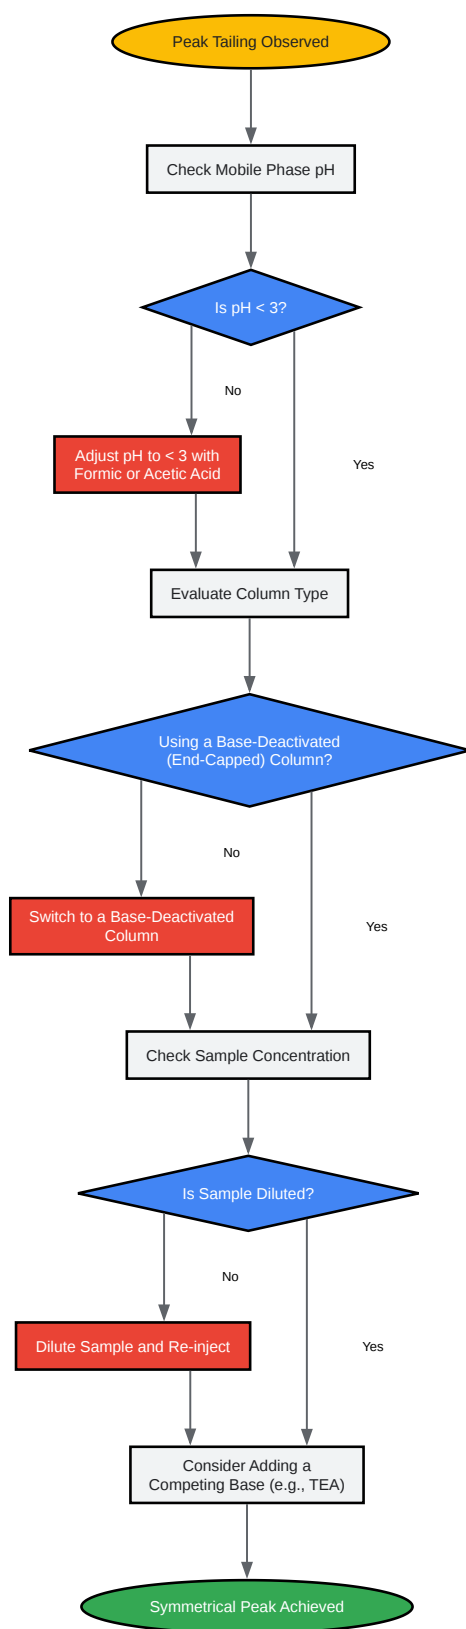 Peak Tailing Observed
Check Mobile Phase pH
Is pH < 3?
No
Adjust pH to < 3 with
Formic or Acetic Acid
Yes
Evaluate Column Type
Using a Base-Deactivated
(End-Capped) Column?
No
Switch to a Base-Deactivated
Column
Yes
Check Sample Concentration
Is Sample Diluted?
No
Dilute Sample and Re-inject
Yes
Consider Adding a
Competing Base (e.g., TEA)
Symmetrical Peak Achieved